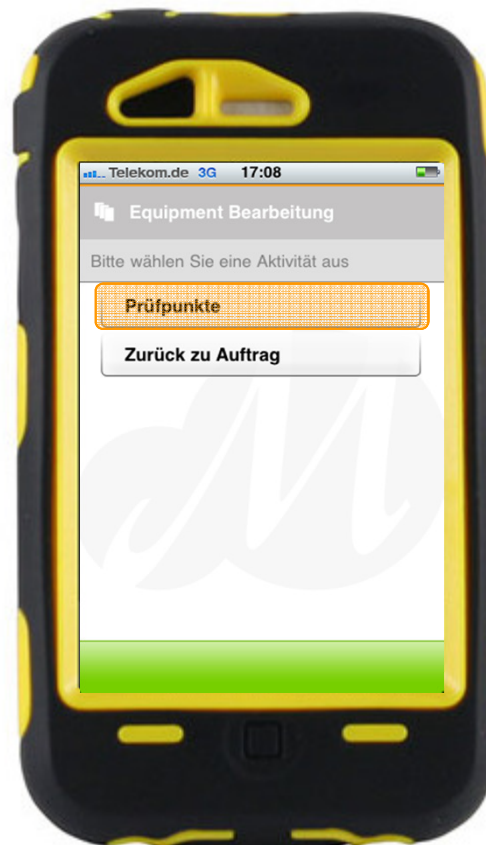 Telekom.de 3G 17:08
Equipment Bearbeitung
Bitte wählen Sie eine Aktivität aus
Prüfpunkte
Zurück zu Auftrag
M